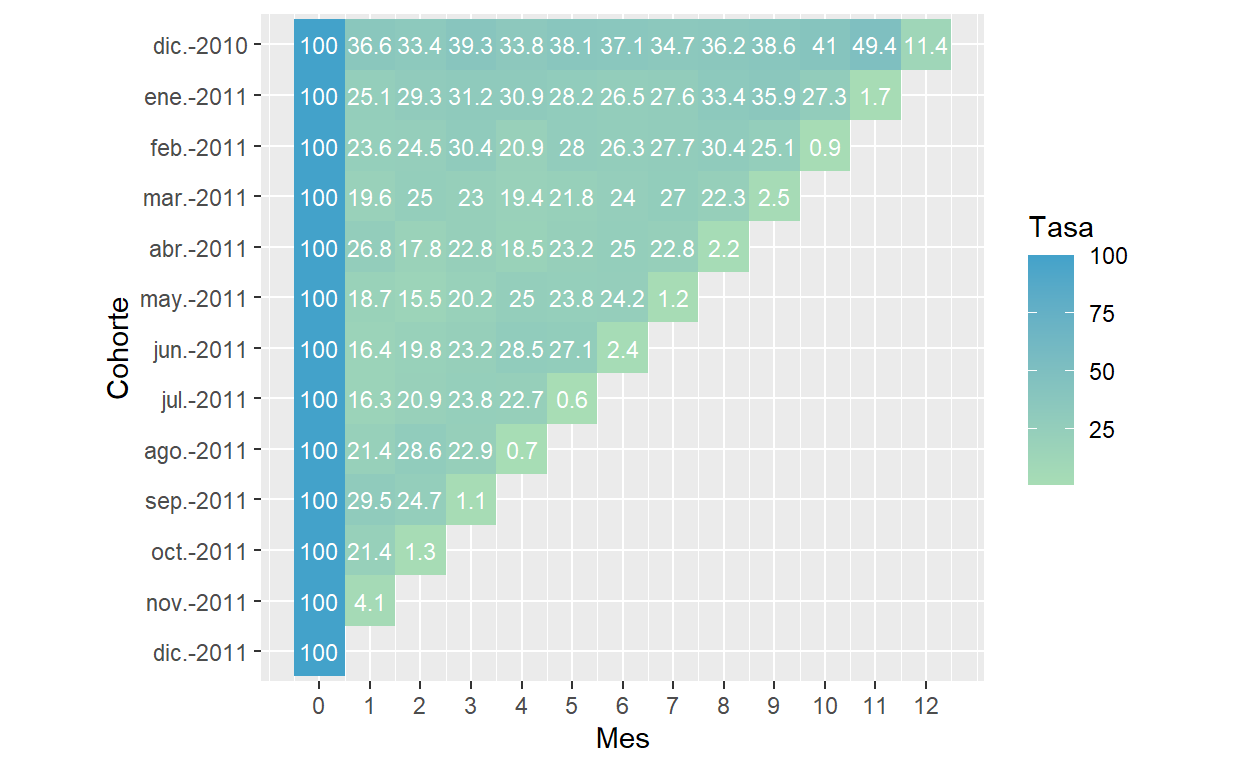 dic.-2010 100 36.6 33.4 39.3 33.8 38.1 37.1 34.7 36.2 38.6 41 49.4 11.4
ene.-2011 100 25.1 29.3 31.2 30.9 28.2 26.5 27.6 33.4 35.9 27.3 1.7
feb.-2011 100 23.6 24.5 30.4 20.9 28 26.3 27.7 30.4 25.1 0.9
mar.-2011 100 19.6 25 23 19.4 21.8 24 27 22.3 2.5
abr.-2011 100 26.8 17.8 22.8 18.5 23.2 25 22.8 2.2
may.-2011 100 18.7 15.5 20.2 25 23.8 24.2 1.2
jun.-2011 100 16.4 19.8 23.2 28.5 27.1 2.4
jul.-2011 100 16.3 20.9 23.8 22.7 0.6
ago.-2011 100 21.4 28.6 22.9 0.7
sep.-2011 100 29.5 24.7 1.1
oct.-2011 100 21.4 1.3
nov.-2011 100 4.1
dic.-2011 100
0 1 2 3 4 5 6 7 8 9 10 11 12
Mes
Cohorte
Tasa
100
75
50
25